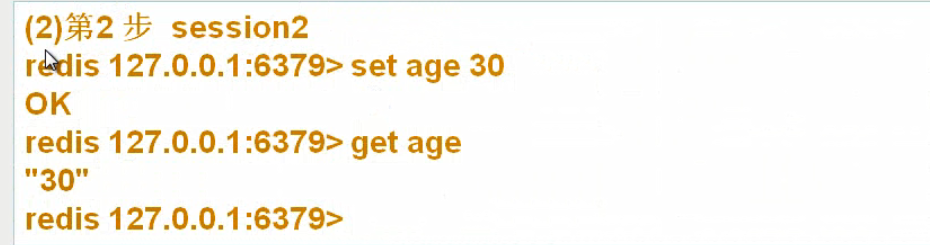 (2)第2 步 session2
redis 127.0.0.1:6379> set age 30
OK
redis 127.0.0.1:6379> get age
"30"
redis 127.0.0.1:6379>